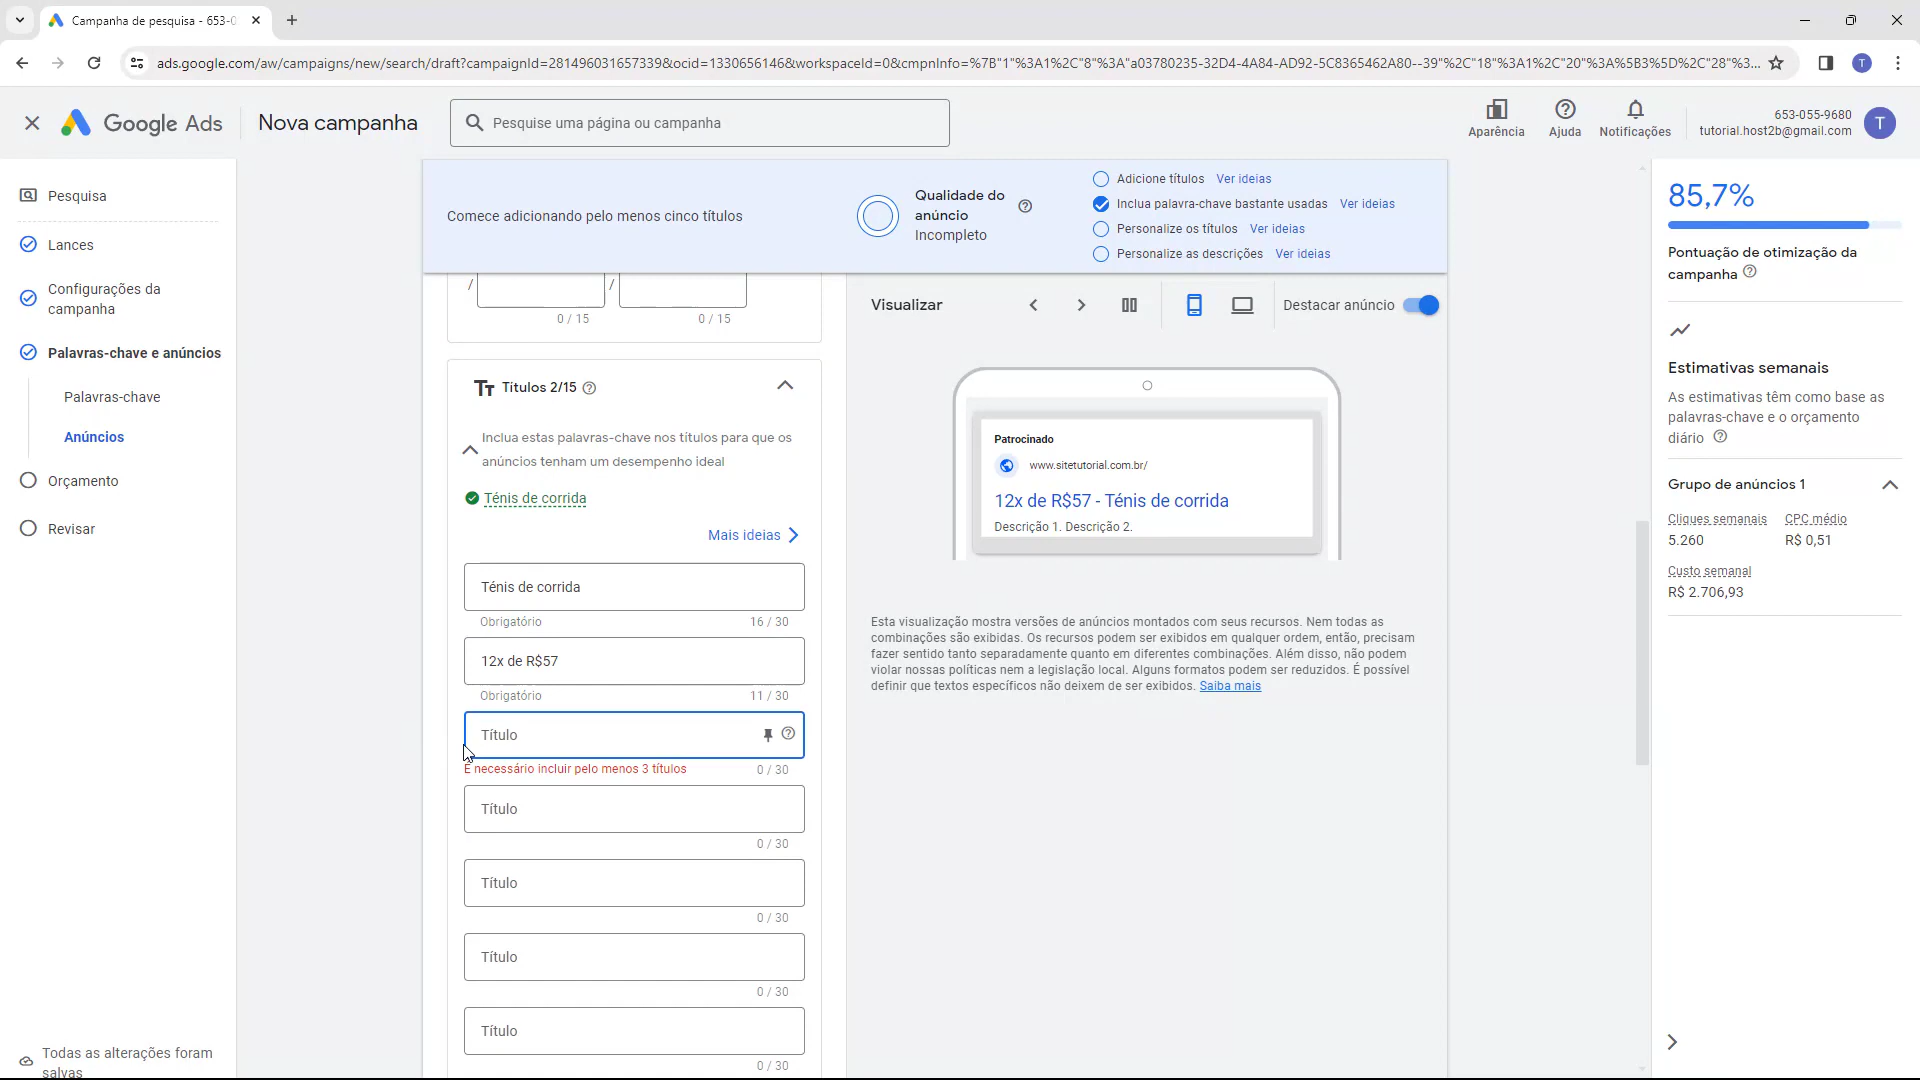 Campanha de pesquisa - 653-0
ads.google.com/aw/campaigns/new/search/draft?campaignId=281496031657339&ocid=1330656146&workspaceId=0&cmpnInfo=%7B"1"%3A1%2C"8"%3A"a03780235-32D4-4A84-AD92-5C8365462A80--39"%2C"18"%3A1%2C"20"%3A%5B3%5D%2C"28"%3...
T
Google Ads
Nova campanha
Pesquise uma página ou campanha
Aparência
Ajuda
Notificações
653-055-9680
tutorial.host2b@gmail.com
T
Pesquisa
Lances
Configurações da
campanha
Palavras-chave e anúncios
Palavras-chave
Anúncios
Orçamento
Revisar
Todas as alterações foram
salvas
Comece adicionando pelo menos cinco títulos
Qualidade do
anúncio
Incompleto
Adicione títulos Ver ideias
Inclua palavra-chave bastante usadas Ver ideias
Personalize os títulos Ver ideias
Personalize as descrições Ver ideias
/ /
0 / 15 0 / 15
Títulos 2/15
Inclua estas palavras-chave nos títulos para que os
anúncios tenham um desempenho ideal
Ténis de corrida
Mais ideias
Ténis de corrida
Obrigatório 16 / 30
12x de R$57
Obrigatório 11 / 30
Título
É necessário incluir pelo menos 3 títulos 0 / 30
Título
0 / 30
Título
0 / 30
Título
0 / 30
Título
0 / 30
Visualizar
Destacar anúncio
Patrocinado
www.sitetutorial.com.br/
12x de R$57 - Ténis de corrida
Descrição 1. Descrição 2.
Esta visualização mostra versões de anúncios montados com seus recursos. Nem todas as
combinações são exibidas. Os recursos podem ser exibidos em qualquer ordem, então, precisam
fazer sentido tanto separadamente quanto em diferentes combinações. Além disso, não podem
violar nossas políticas nem a legislação local. Alguns formatos podem ser reduzidos. É possível
definir que textos específicos não deixem de ser exibidos. Saiba mais
85,7%
Pontuação de otimização da
campanha
Estimativas semanais
As estimativas têm como base as
palavras-chave e o orçamento
diário
Grupo de anúncios 1
Cliques semanais CPC médio
5.260 R$ 0,51
Custo semanal
R$ 2.706,93